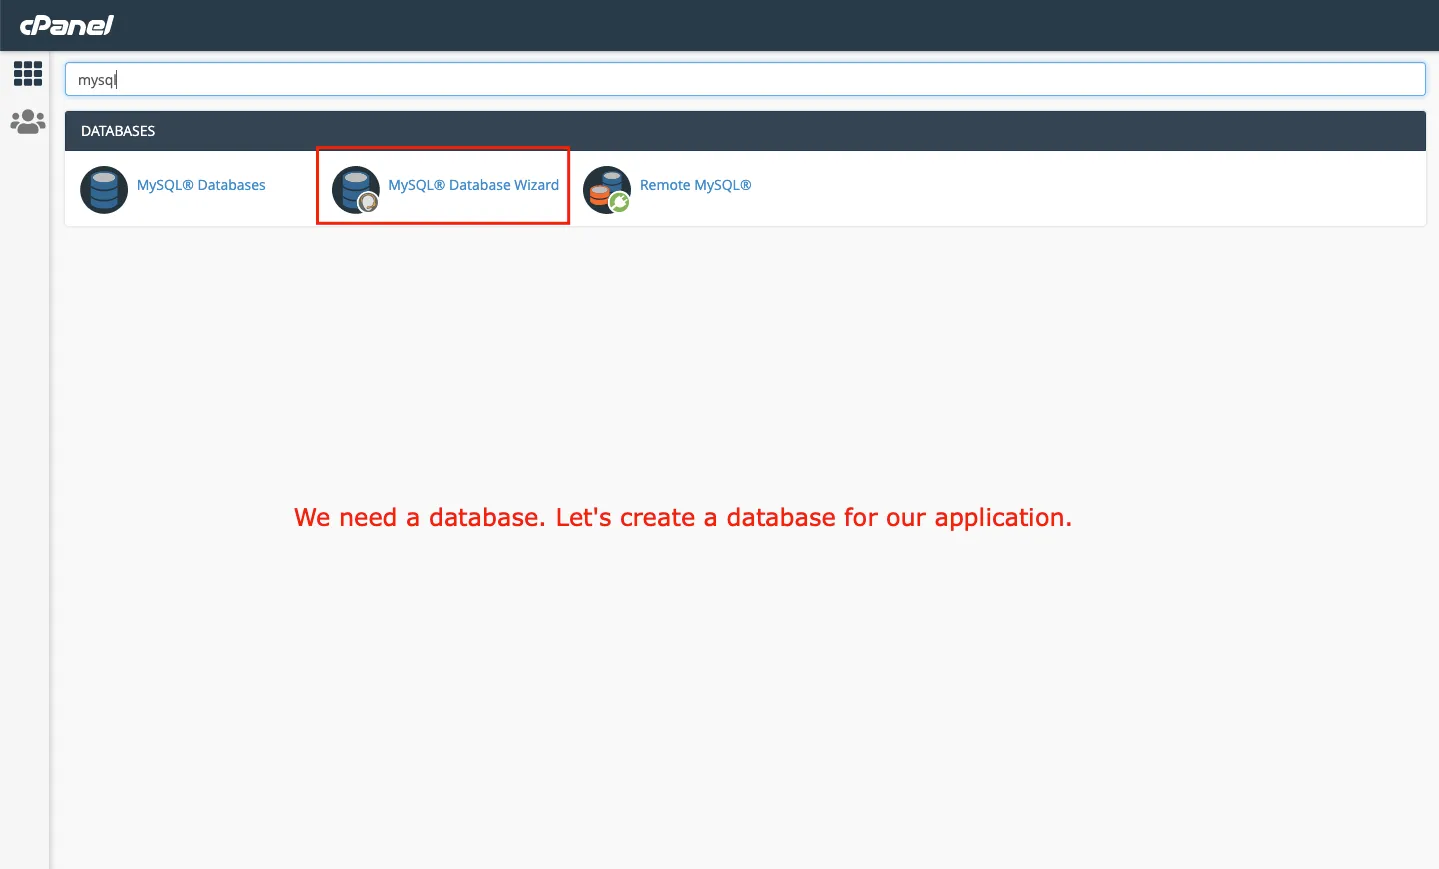 cPanel
mysql
DATABASES
MySQL® Databases
MySQL® Database Wizard
Remote MySQL®
We need a database. Let's create a database for our application.